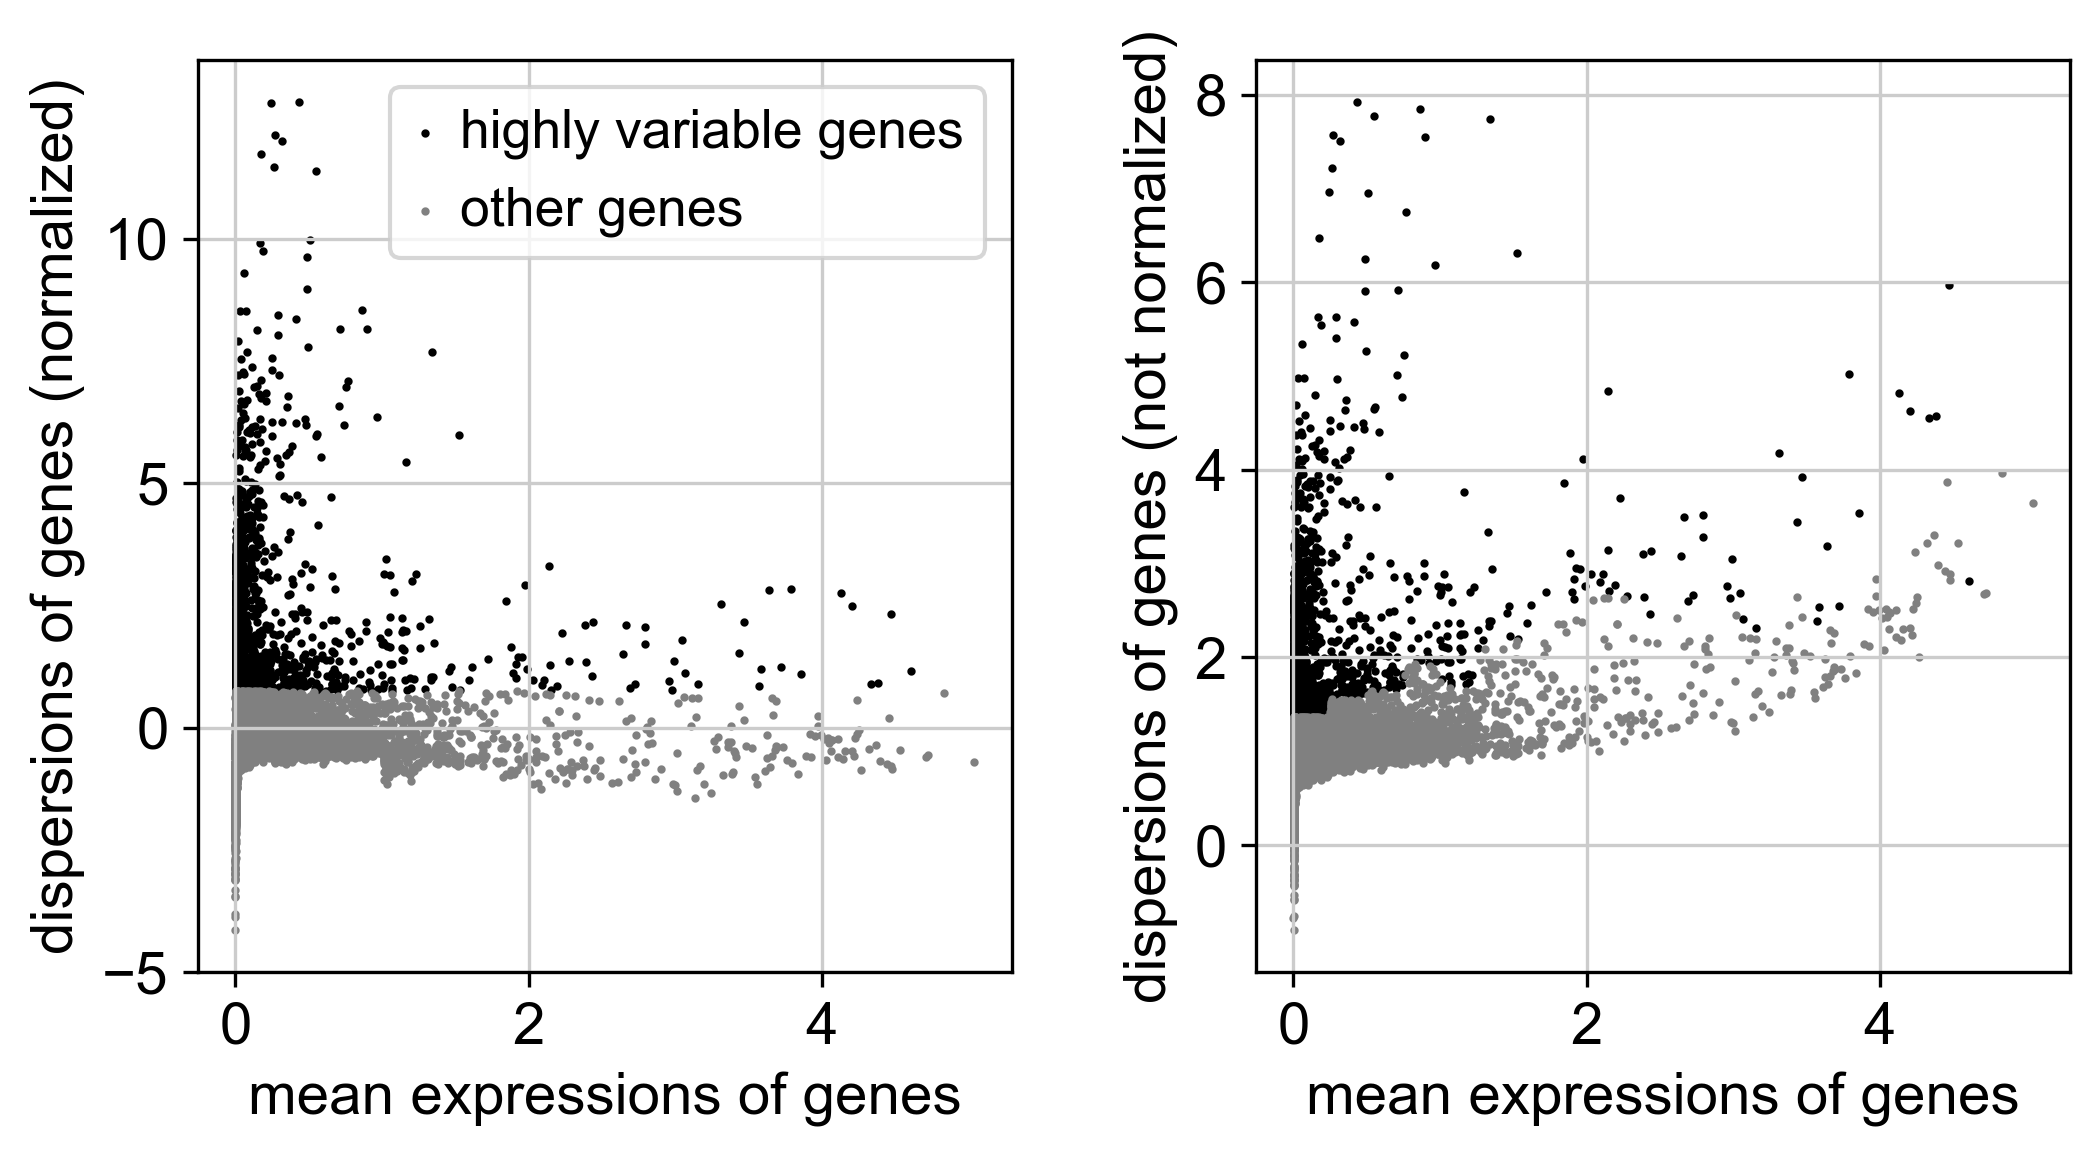 dispersions of genes (normalized)
10
5
0
−5
0 2 4
mean expressions of genes
highly variable genes
other genes
dispersions of genes (not normalized)
8
6
4
2
0
0 2 4
mean expressions of genes